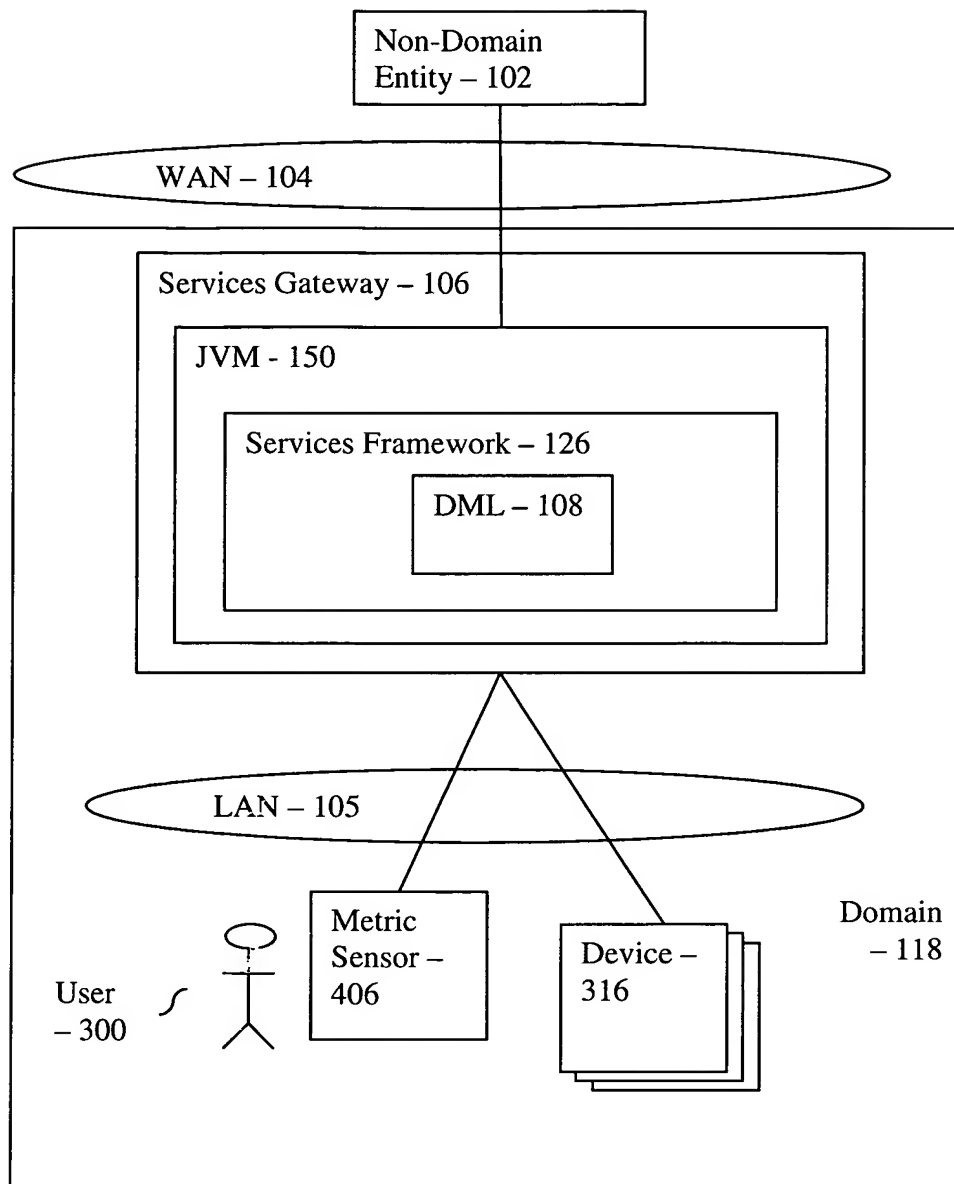 Non-Domain
Entity – 102
WAN – 104
Services Gateway – 106
JVM - 150
Services Framework – 126
DML – 108
LAN – 105
Metric
Sensor –
406
Device –
316
Domain
– 118
User
– 300